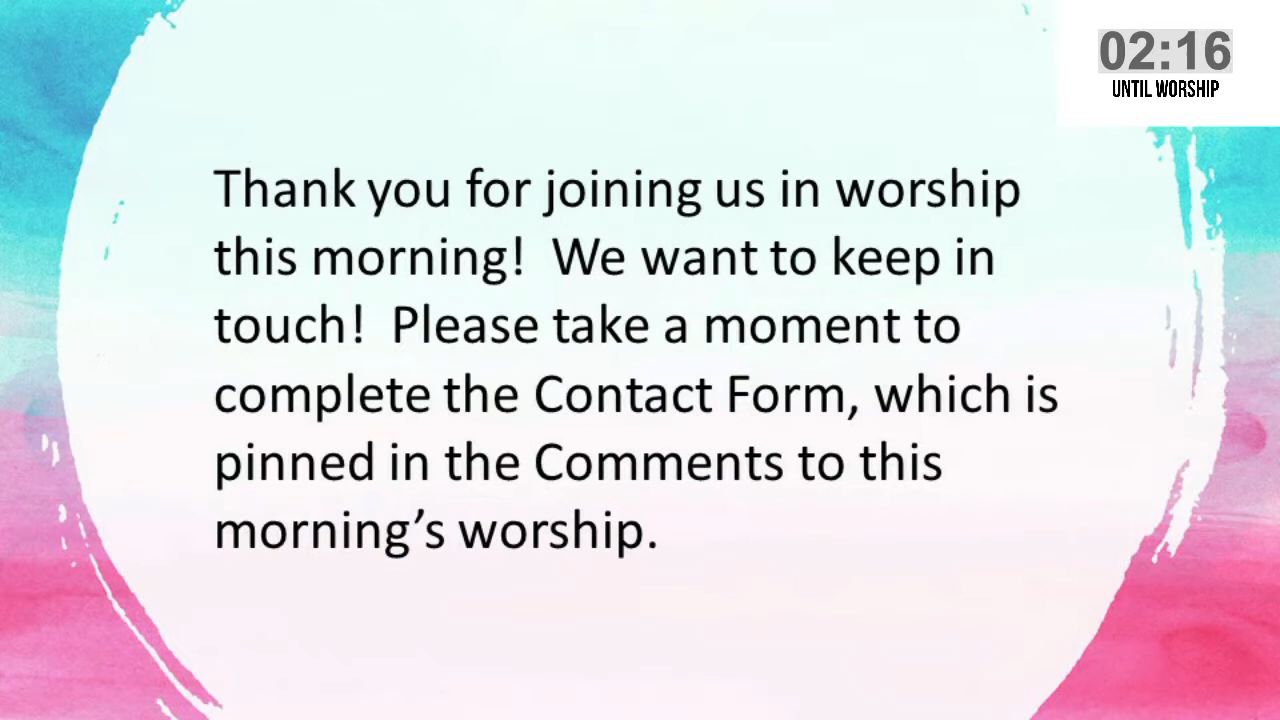 02:16
UNTIL WORSHIP
Thank you for joining us in worship
this morning!  We want to keep in
touch!  Please take a moment to
complete the Contact Form, which is
pinned in the Comments to this
morning’s worship.